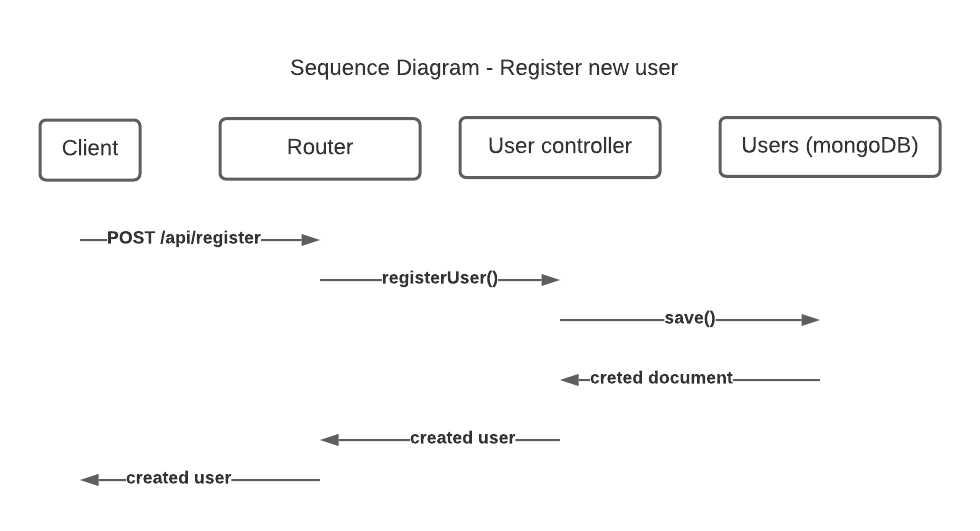 Sequence Diagram - Register new user
Client
Router
User controller
Users (mongoDB)
POST /api/register
registerUser()
save()
creted document
created user
created user